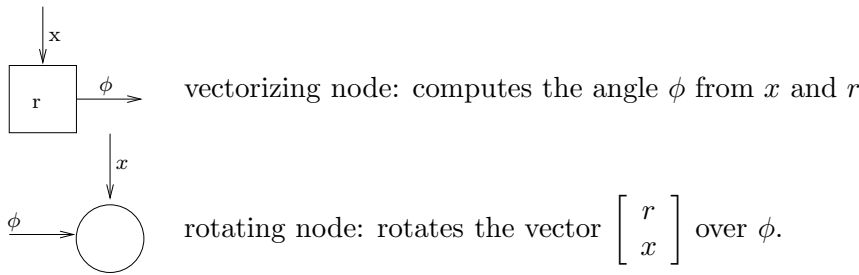 x
r
ϕ
vectorizing node: computes the angle ϕ from x and r
x
ϕ
rotating node: rotates the vector [ r x ] over ϕ.